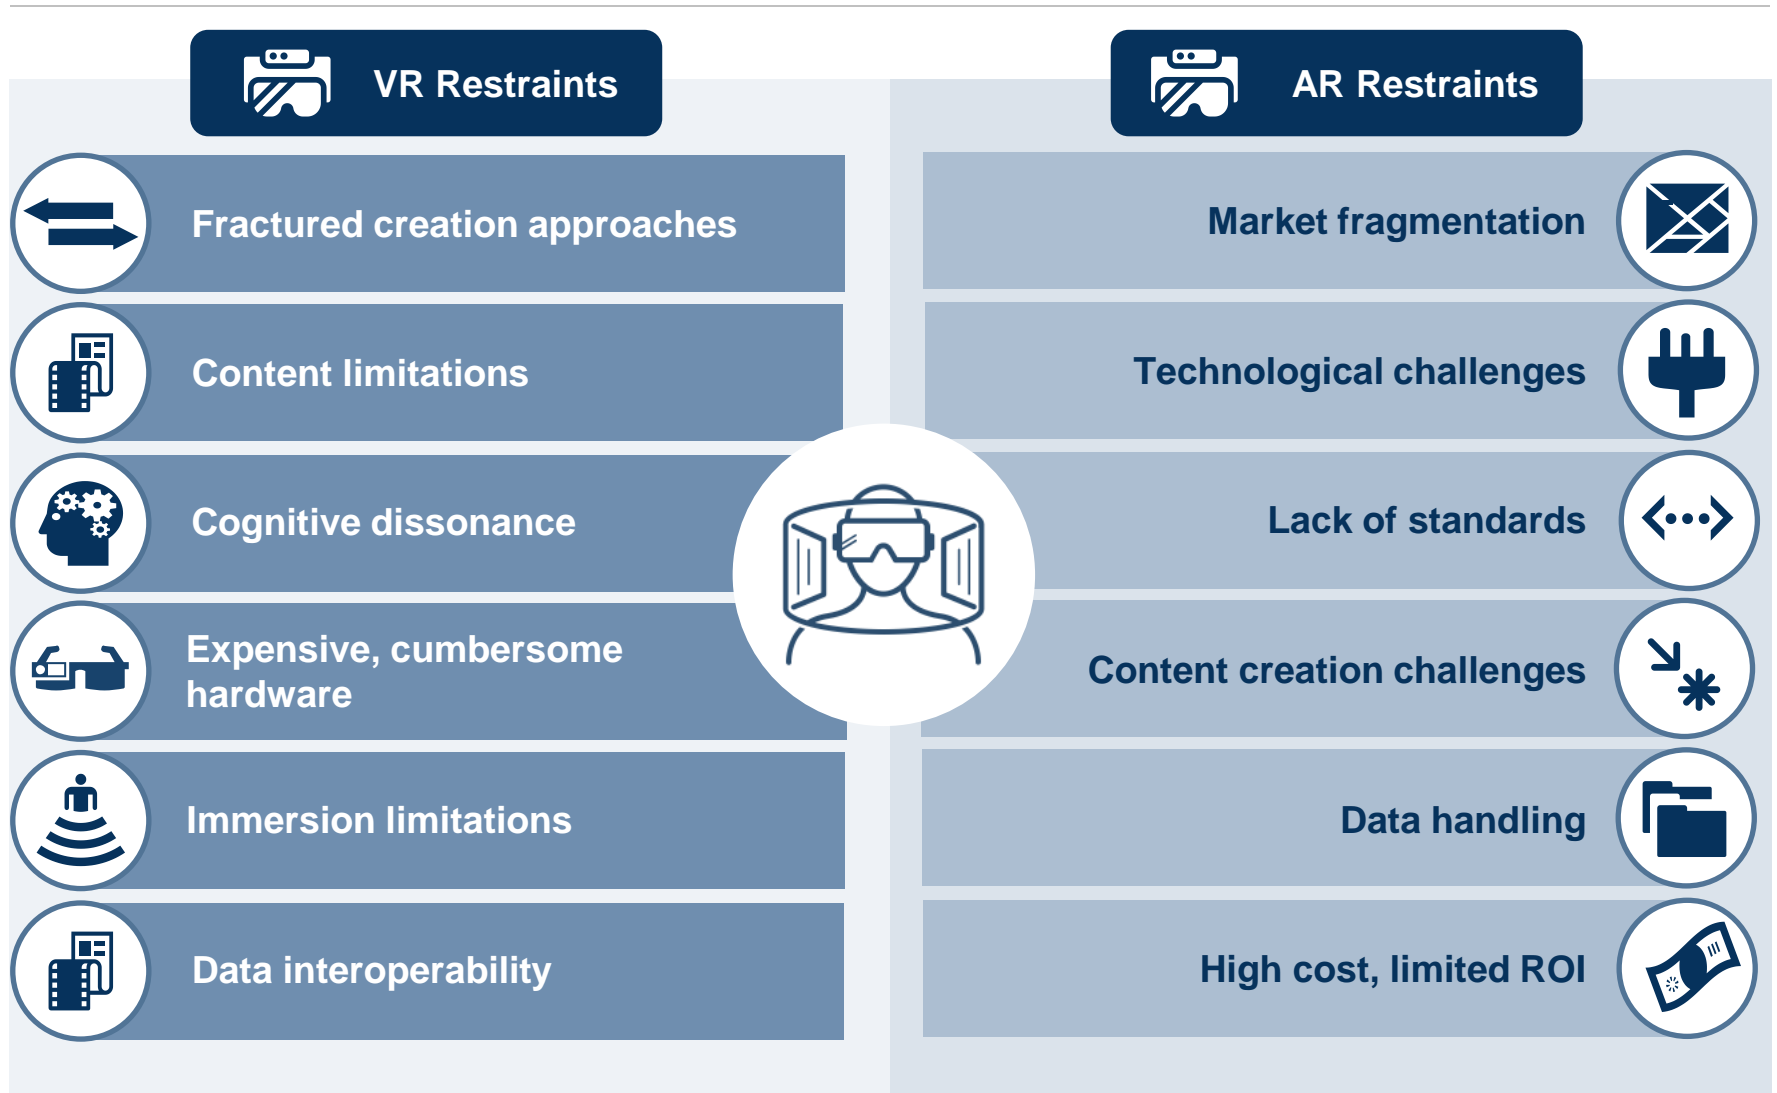 VR Restraints
Fractured creation approaches
Content limitations
Cognitive dissonance
Expensive, cumbersome
hardware
Immersion limitations
Data interoperability
AR Restraints
Market fragmentation
Technological challenges
Lack of standards
Content creation challenges
Data handling
High cost, limited ROI